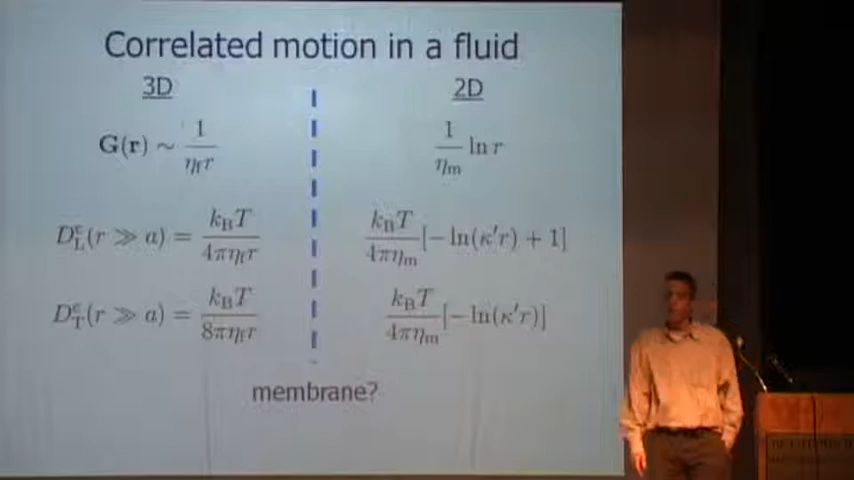 Correlated motion in a fluid
3D 2D
G(r) ~ 1/(η_f r) 1/η_m ln r
D_L^c(r ≫ a) = k_B T/(4πη_f r) k_B T/(4πη_m) [− ln(κ′r) + 1]
D_T^c(r ≫ a) = k_B T/(8πη_f r) k_B T/(4πη_m) [− ln(κ′r)]
membrane?